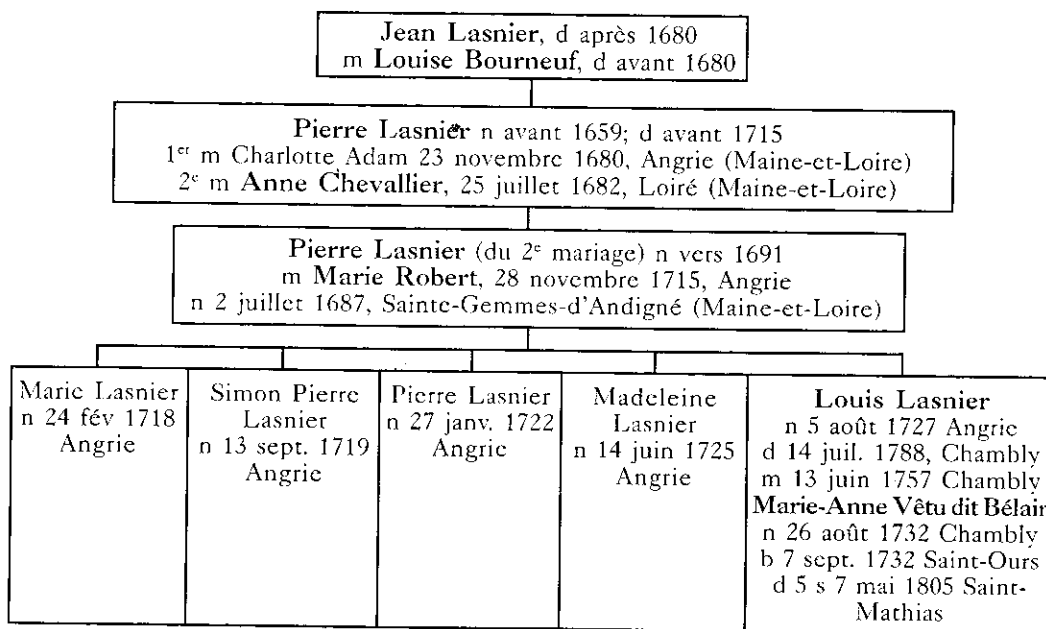 Jean Lasnier, d après 1680
m Louise Bourneuf, d avant 1680
Pierre Lasnier n avant 1659; d avant 1715
1er m Charlotte Adam 23 novembre 1680, Angrie (Maine-et-Loire)
2e m Anne Chevallier, 25 juillet 1682, Loiré (Maine-et-Loire)
Pierre Lasnier (du 2e mariage) n vers 1691
m Marie Robert, 28 novembre 1715, Angrie
n 2 juillet 1687, Sainte-Gemmes-d'Andigné (Maine-et-Loire)
Marie Lasnier
n 24 fév 1718
Angrie
Simon Pierre
Lasnier
n 13 sept. 1719
Angrie
Pierre Lasnier
n 27 janv. 1722
Angrie
Madeleine
Lasnier
n 14 juin 1725
Angrie
Louis Lasnier
n 5 août 1727 Angrie
d 14 juil. 1788, Chambly
m 13 juin 1757 Chambly
Marie-Anne Vêtu dit Bélair
n 26 août 1732 Chambly
b 7 sept. 1732 Saint-Ours
d 5 s 7 mai 1805 Saint-
Mathias